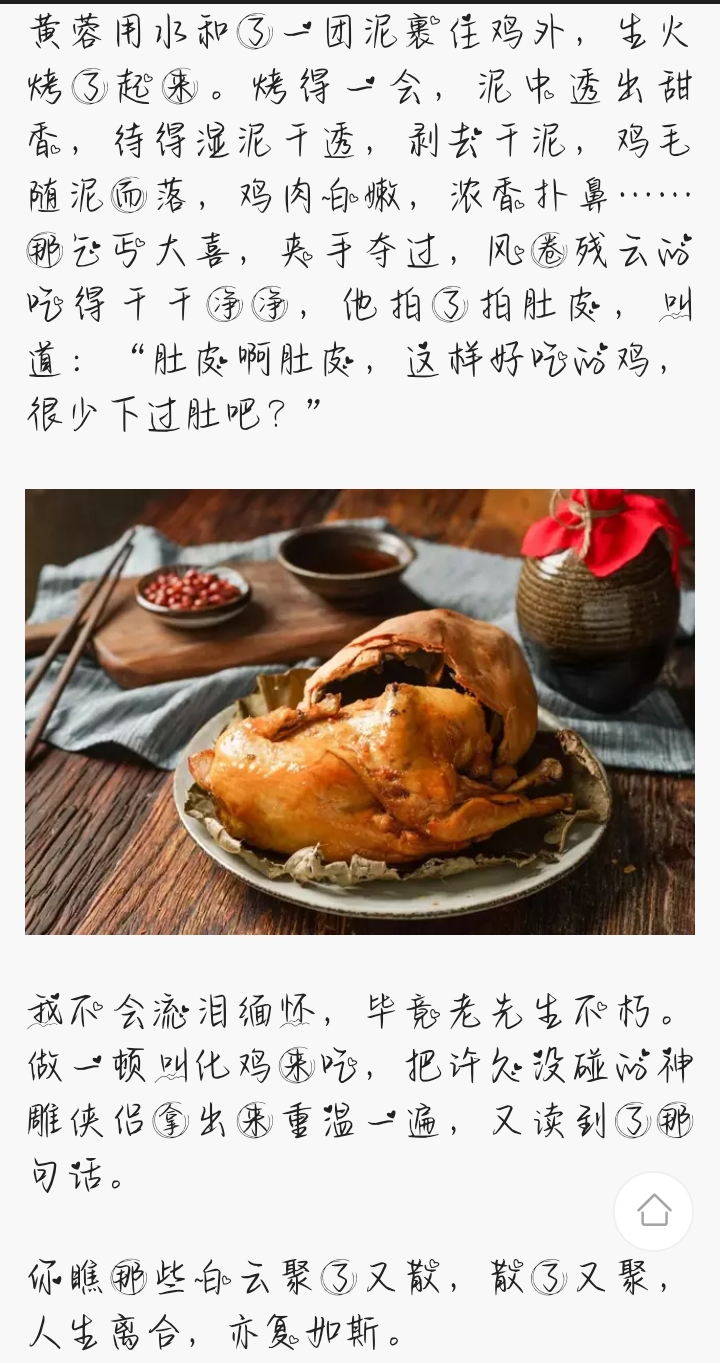 黄蓉用水和了一团泥裹住鸡外，生火
烤了起来。烤得一会，泥中透出甜
香，待得湿泥干透，剥去干泥，鸡毛
随泥而落，鸡肉白嫩，浓香扑鼻……
那乞丐大喜，夹手夺过，风卷残云的
吃得干干净净，他拍了拍肚皮，叫
道：“肚皮啊肚皮，这样好吃的鸡，
很少下过肚吧？”
我不会流泪缅怀，毕竟老先生不朽。
做一顿叫化鸡来吃，把许久没碰的神
雕侠侣拿出来重温一遍，又读到了那
句话。
你瞧那些白云聚了又散，散了又聚，
人生离合，亦复如斯。